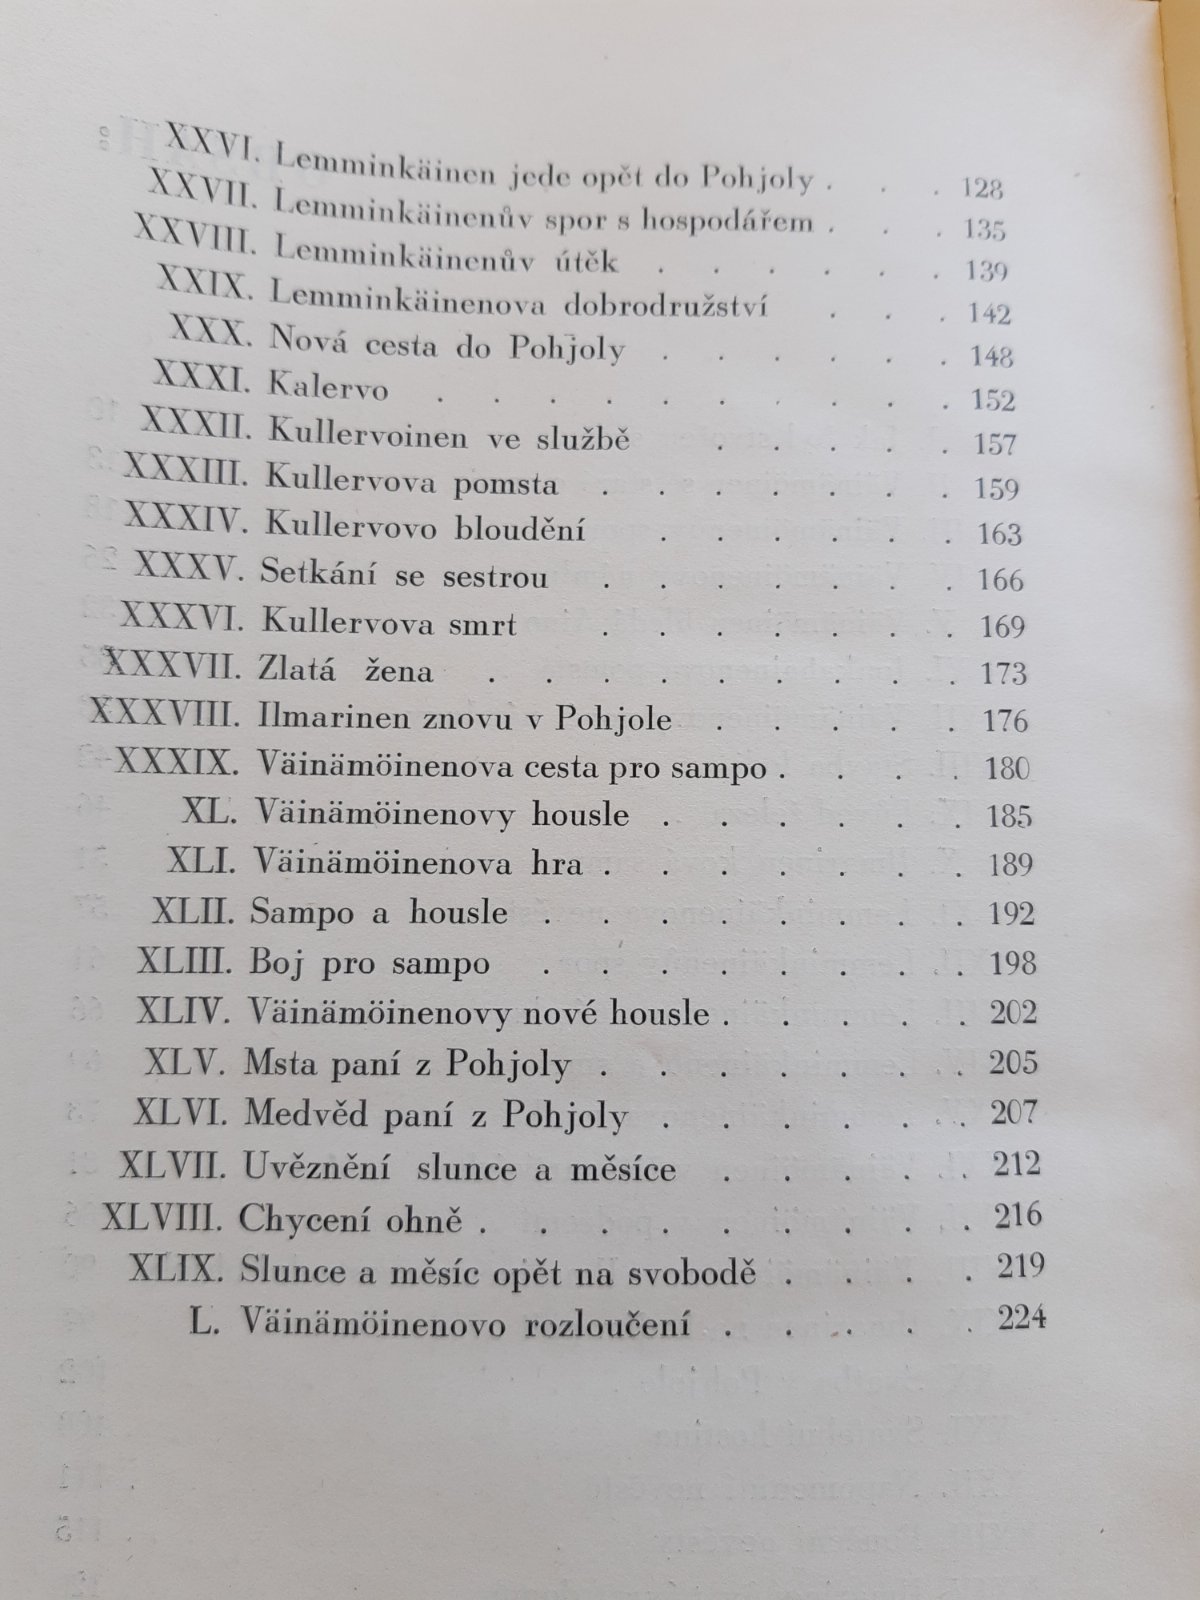 XXVI. Lemminkäinen jede opět do Pohjoly . . . 128
XXVII. Lemminkäinenův spor s hospodářem . . . 135
XXVIII. Lemminkäinenův útěk . . . . . . 139
XXIX. Lemminkäinenova dobrodružství . . . 142
XXX. Nová cesta do Pohjoly . . . . . . 148
XXXI. Kalervo . . . . . . . . . . 152
XXXII. Kullervoinen ve službě . . . . . 157
XXXIII. Kullervova pomsta . . . . . . . 159
XXXIV. Kullervovo bloudění . . . . . . 163
XXXV. Setkání se sestrou . . . . . . . 166
XXXVI. Kullervova smrt . . . . . . . 169
XXXVII. Zlatá žena . . . . . . . . . 173
XXXVIII. Ilmarinen znovu v Pohjole . . . . . 176
XXXIX. Väinämöinenova cesta pro sampo . . . . 180
XL. Väinämöinenovy housle . . . . . . 185
XLI. Väinämöinenova hra . . . . . . . 189
XLII. Sampo a housle . . . . . . . . 192
XLIII. Boj pro sampo . . . . . . . . 198
XLIV. Väinämöinenovy nové housle . . . . . 202
XLV. Msta paní z Pohjoly . . . . . . . 205
XLVI. Medvěd paní z Pohjoly . . . . . . 207
XLVII. Uvěznění slunce a měsíce . . . . . 212
XLVIII. Chycení ohně . . . . . . . . . 216
XLIX. Slunce a měsíc opět na svobodě . . . . 219
L. Väinämöinenovo rozloučení . . . . . 224